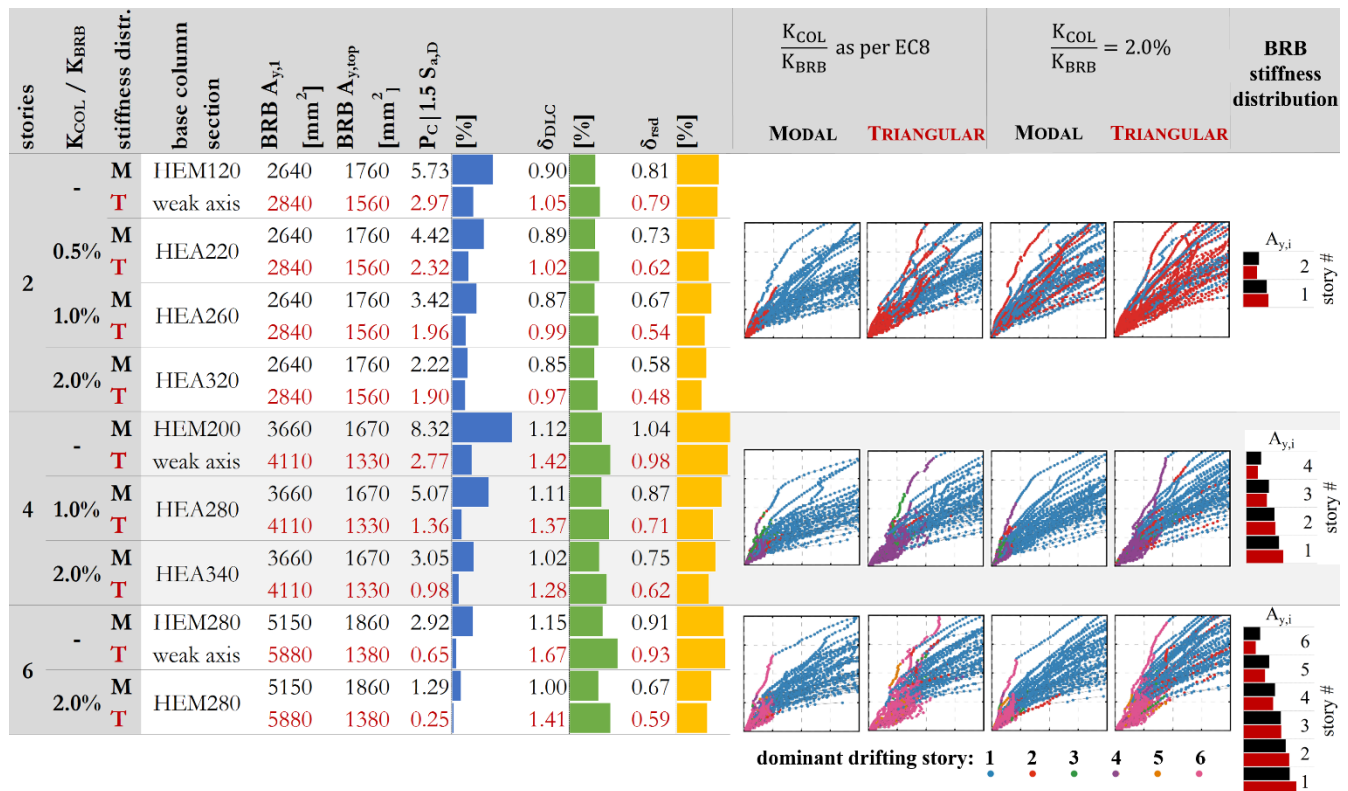 stories
K_COL / K_BRB
stiffness distr.
base column section
BRB A_y,1 [mm²]
BRB A_y,top [mm²]
P_C | 1.5 S_a,D [%]
δ_DLC [%]
δ_rsd [%]
K_COL / K_BRB as per EC8
K_COL / K_BRB = 2.0%
MODAL TRIANGULAR MODAL TRIANGULAR
BRB stiffness distribution
2
- M HEM120 2640 1760 5.73 0.90 0.81
T weak axis 2840 1560 2.97 1.05 0.79
0.5% M HEA220 2640 1760 4.42 0.89 0.73
T 2840 1560 2.32 1.02 0.62
1.0% M HEA260 2640 1760 3.42 0.87 0.67
T 2840 1560 1.96 0.99 0.54
2.0% M HEA320 2640 1760 2.22 0.85 0.58
T 2840 1560 1.90 0.97 0.48
A_y,i
2
1
story #
4
- M HEM200 3660 1670 8.32 1.12 1.04
T weak axis 4110 1330 2.77 1.42 0.98
1.0% M HEA280 3660 1670 5.07 1.11 0.87
T 4110 1330 1.36 1.37 0.71
2.0% M HEA340 3660 1670 3.05 1.02 0.75
T 4110 1330 0.98 1.28 0.62
A_y,i
4
3
2
1
story #
6
- M HEM280 5150 1860 2.92 1.15 0.91
T weak axis 5880 1380 0.65 1.67 0.93
2.0% M HEM280 5150 1860 1.29 1.00 0.67
T 5880 1380 0.25 1.41 0.59
A_y,i
6
5
4
3
2
1
story #
dominant drifting story: 1 2 3 4 5 6